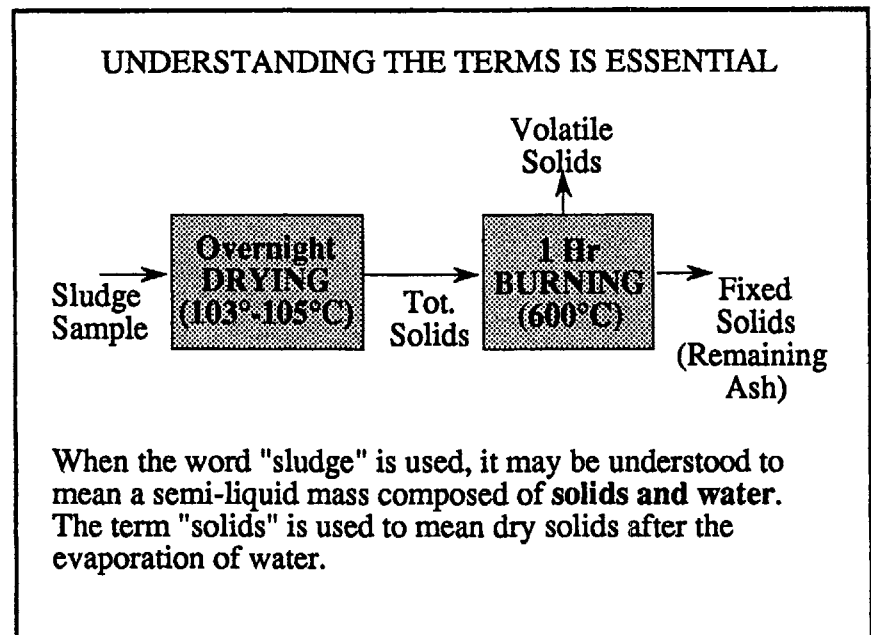 UNDERSTANDING THE TERMS IS ESSENTIAL
Volatile
Solids
Overnight
DRYING
(103°-105°C)
1 Hr
BURNING
(600°C)
Sludge
Sample
Tot.
Solids
Fixed
Solids
(Remaining
Ash)
When the word "sludge" is used, it may be understood to
mean a semi-liquid mass composed of solids and water.
The term "solids" is used to mean dry solids after the
evaporation of water.